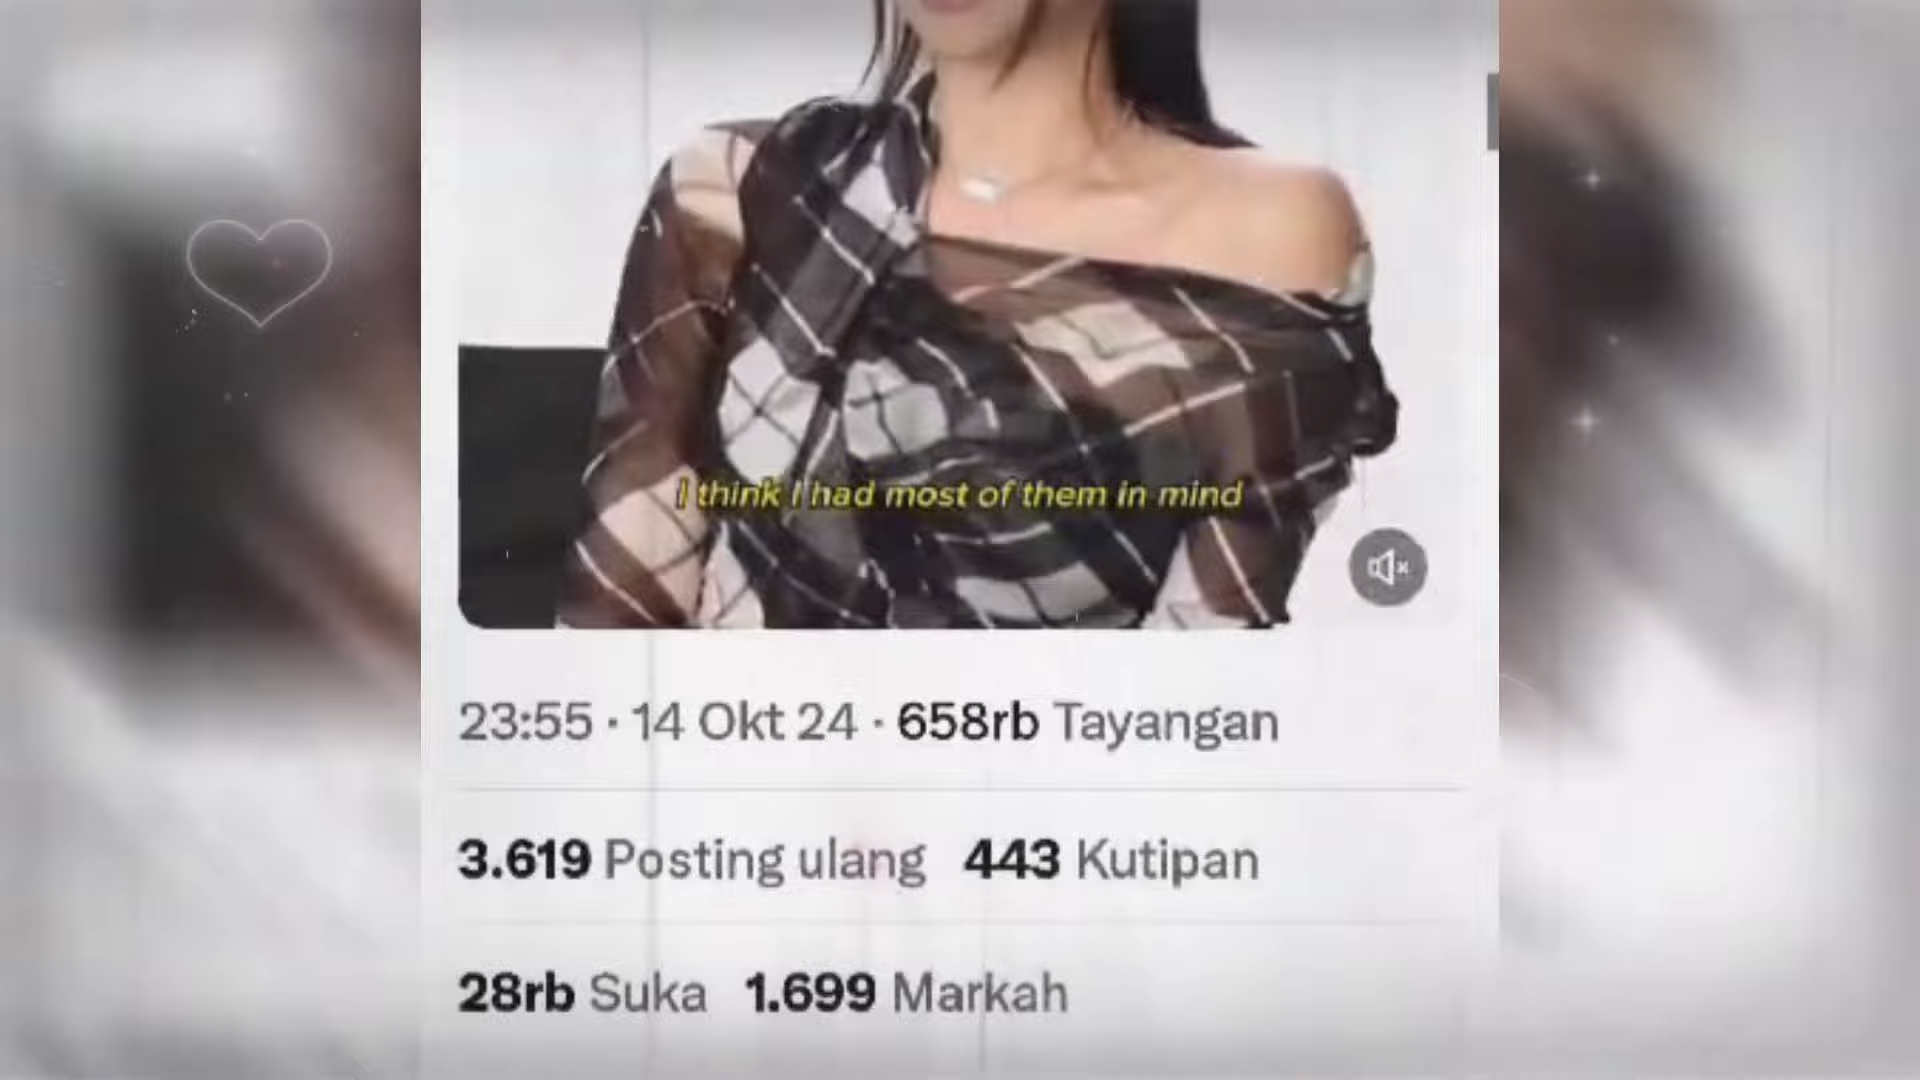 I think I had most of them in mind
23:55 · 14 Okt 24 · 658rb Tayangan
3.619 Posting ulang 443 Kutipan
28rb Suka 1.699 Markah